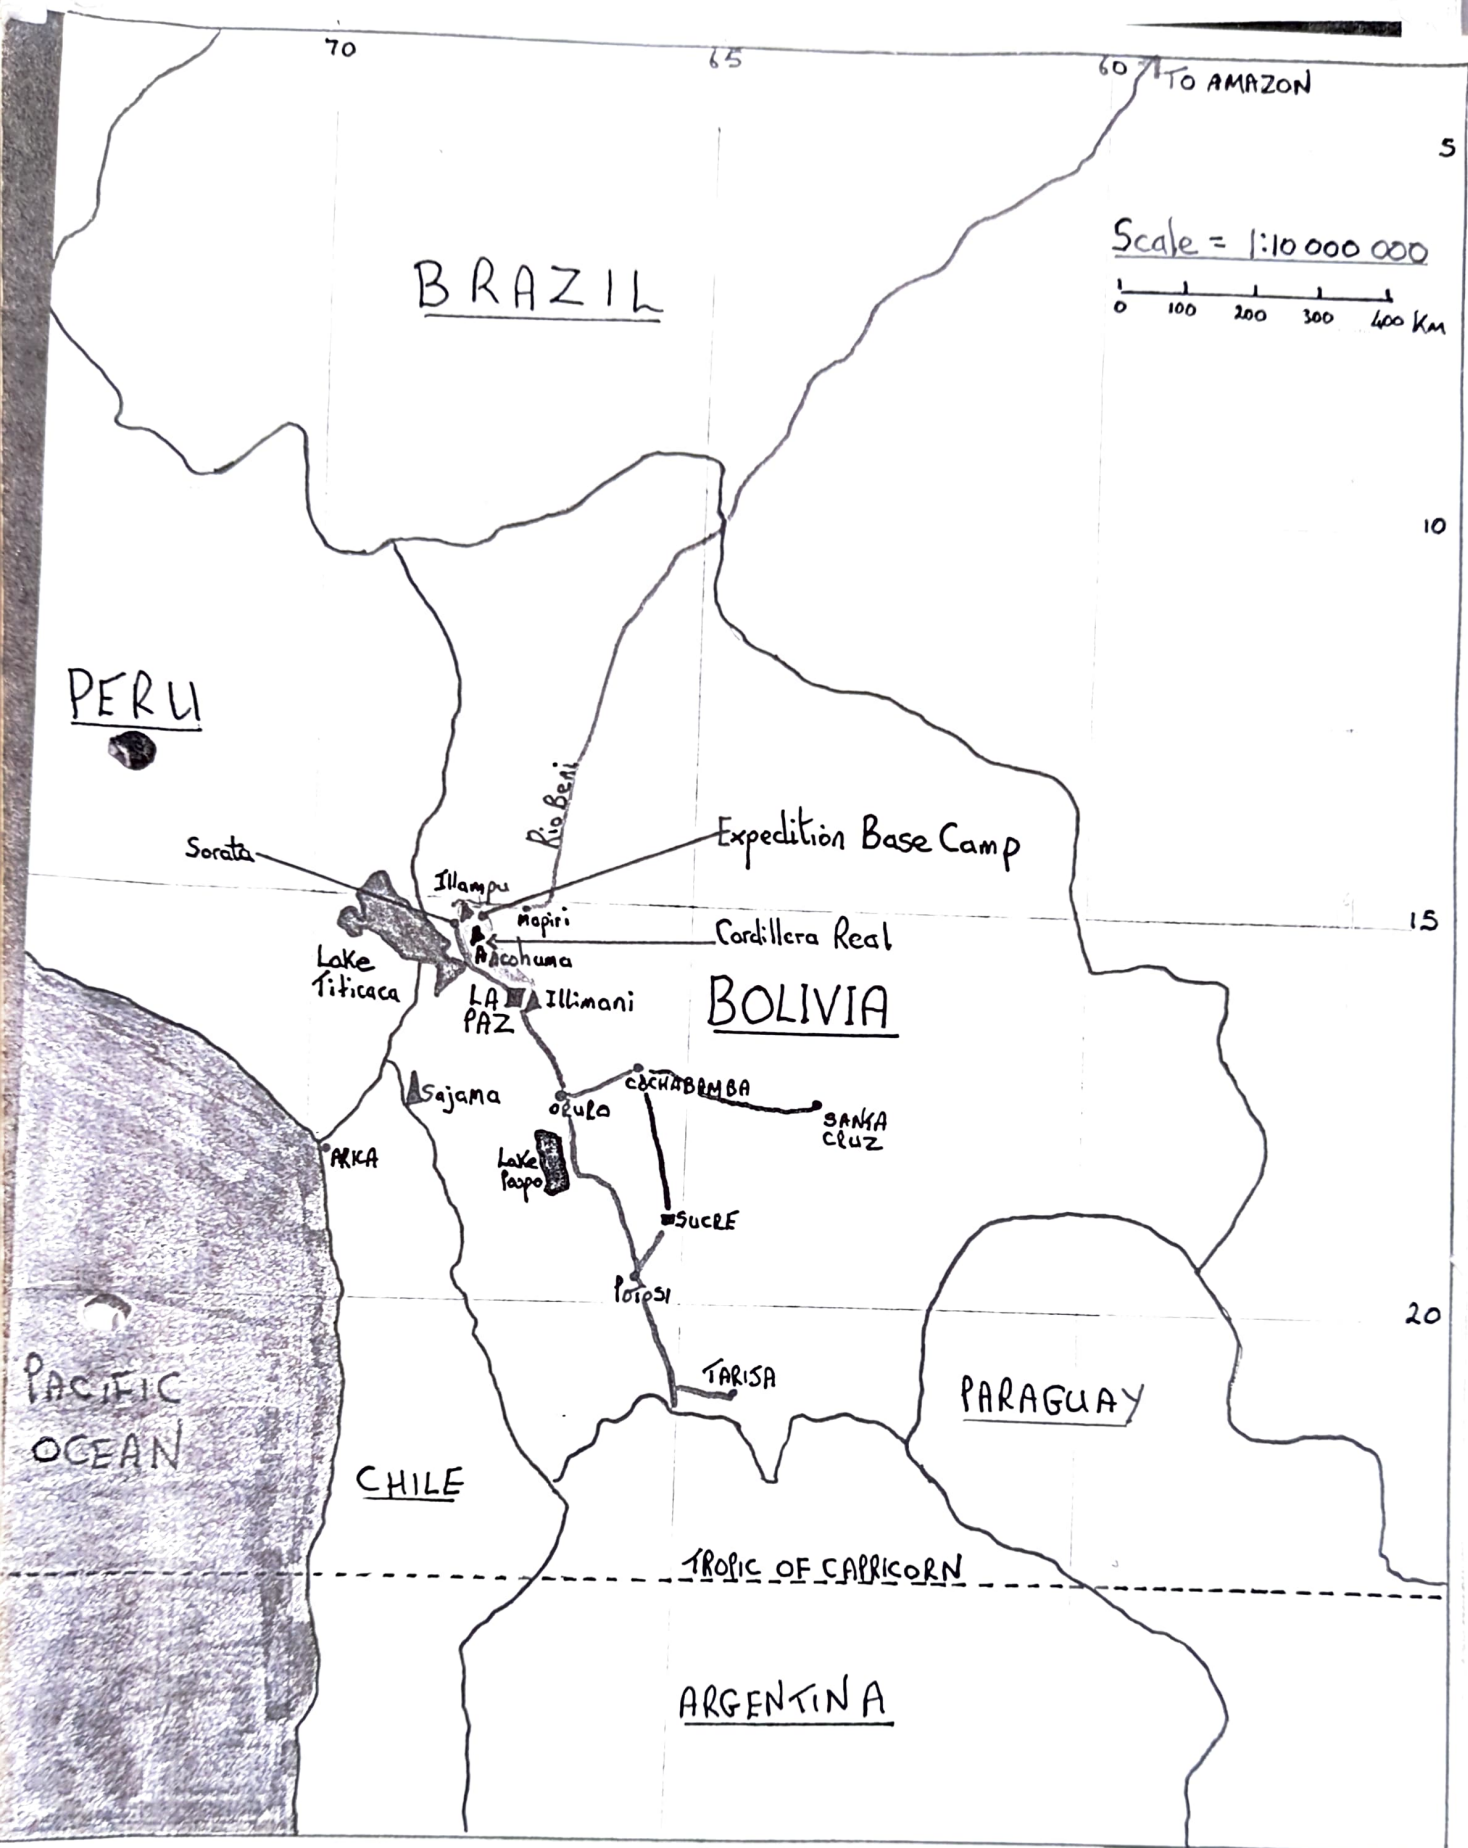 70
65
60
TO AMAZON
5
Scale = 1:10 000 000
0 100 200 300 400 Km
BRAZIL
10
PERU
Rio Beni
Sorata
Expedition Base Camp
Illampu
Mapiri
15
Cordillera Real
Ancohuma
Lake
Titicaca
LA
PAZ
Illimani
BOLIVIA
Sajama
COCHABAMBA
ORURO
SANTA
CRUZ
ARICA
Lake
Poopo
SUCRE
POTOSI
20
PACIFIC
OCEAN
TARIJA
PARAGUAY
CHILE
TROPIC OF CAPRICORN
ARGENTINA